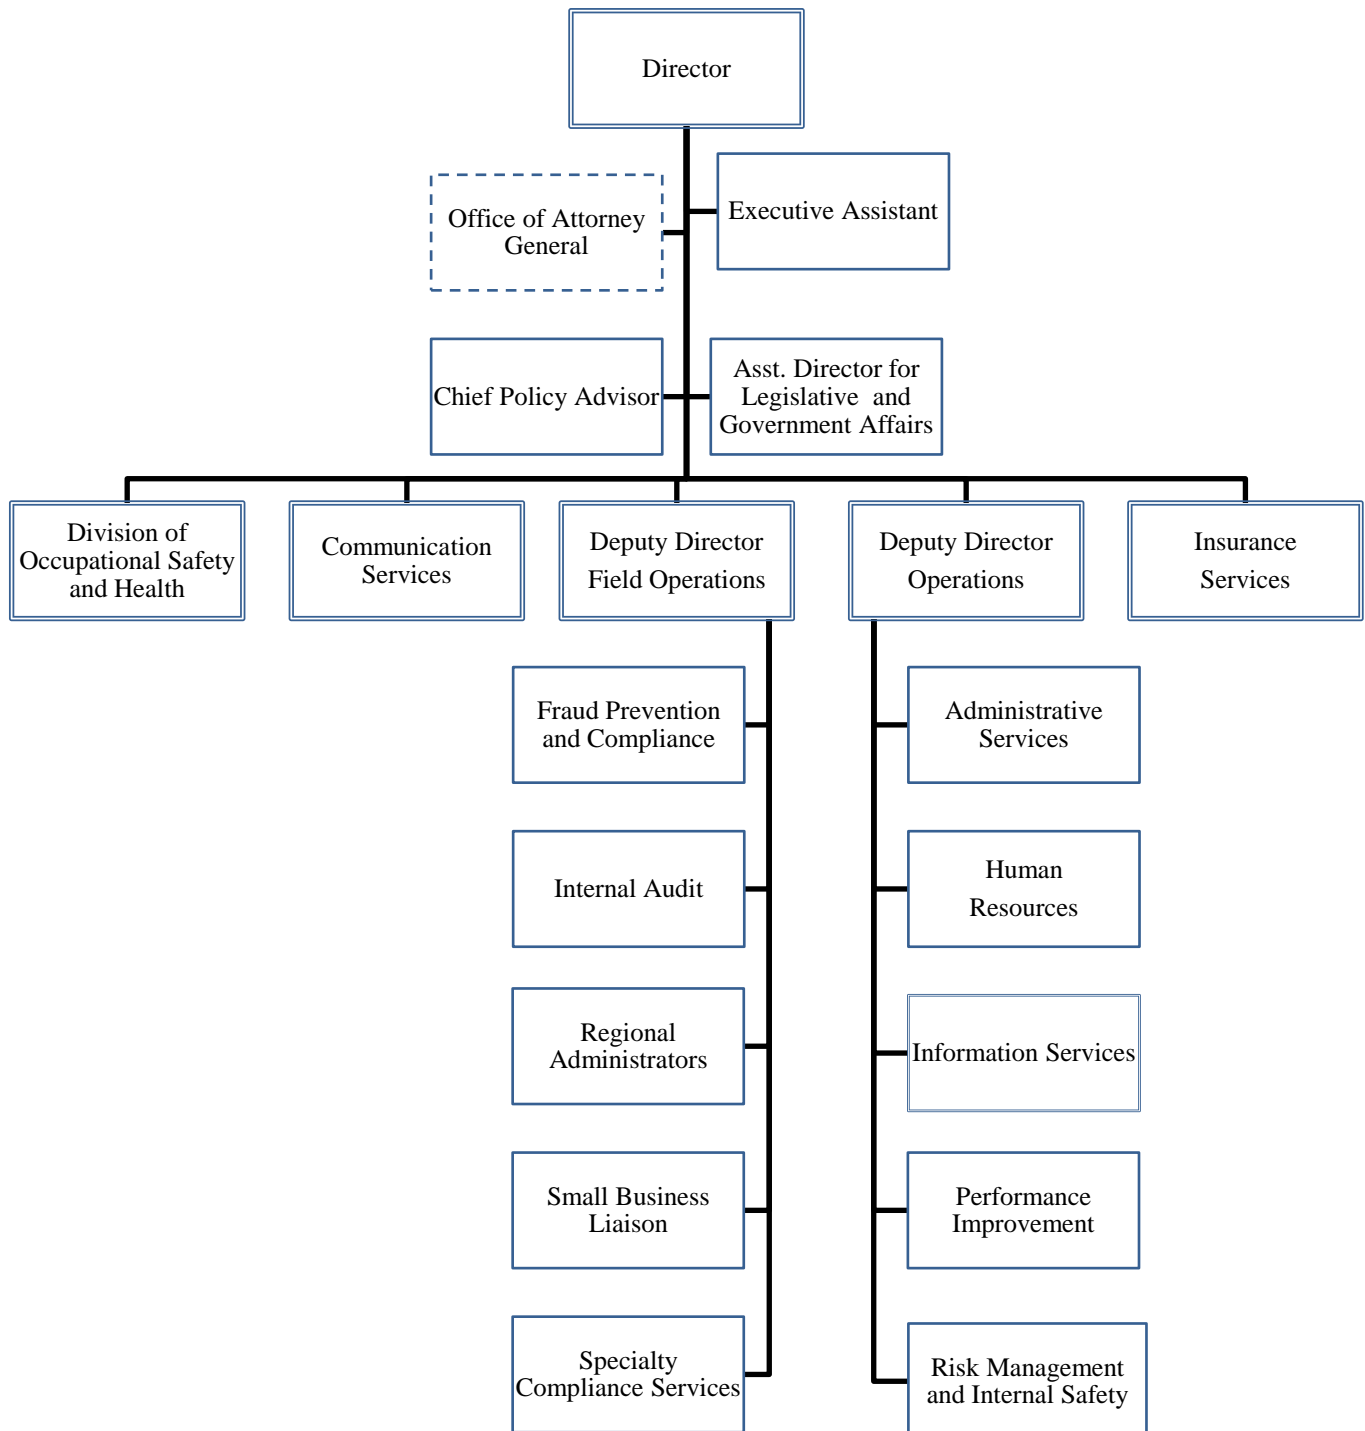 Director
Executive Assistant
Office of Attorney
General
Chief Policy Advisor
Asst. Director for
Legislative and
Government Affairs
Division of
Occupational Safety
and Health
Communication
Services
Deputy Director
Field Operations
Deputy Director
Operations
Insurance
Services
Fraud Prevention
and Compliance
Internal Audit
Regional
Administrators
Small Business
Liaison
Specialty
Compliance Services
Administrative
Services
Human
Resources
Information Services
Performance
Improvement
Risk Management
and Internal Safety